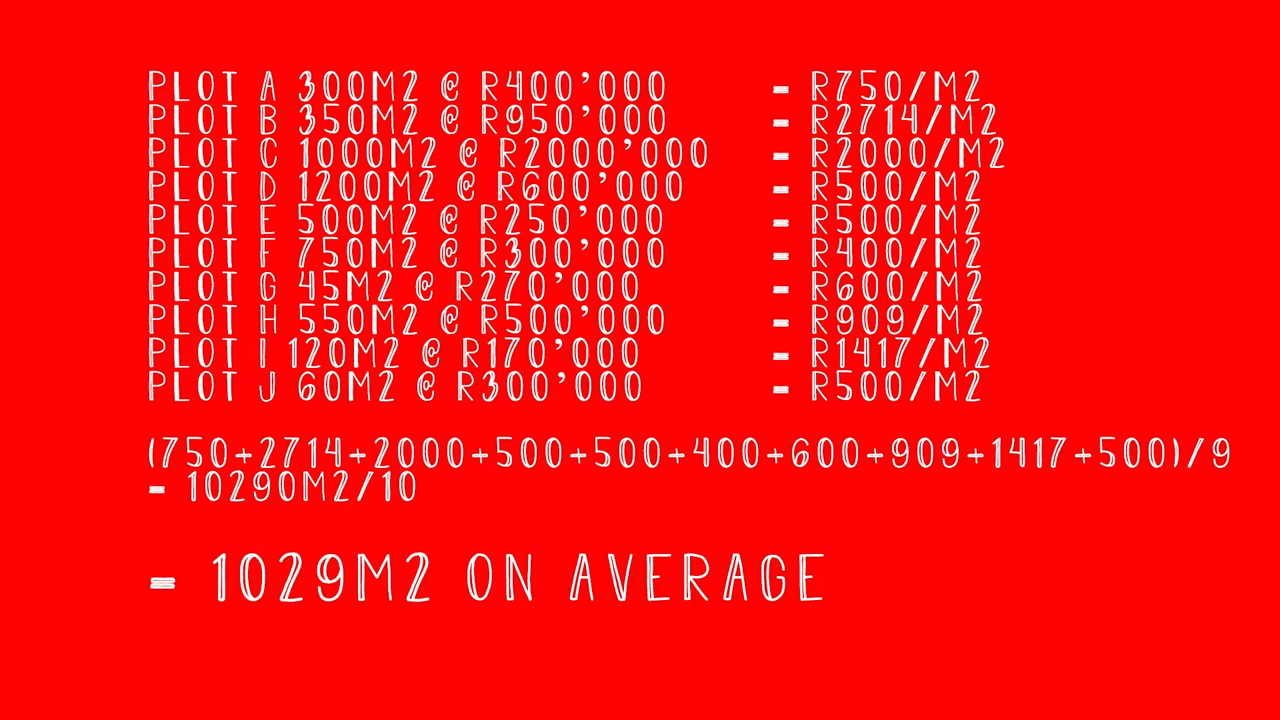 PLOT A 300M2 @ R400'000 = R750/M2
PLOT B 350M2 @ R950'000 = R2714/M2
PLOT C 1000M2 @ R2000'000 = R2000/M2
PLOT D 1200M2 @ R600'000 = R500/M2
PLOT E 500M2 @ R250'000 = R500/M2
PLOT F 750M2 @ R300'000 = R400/M2
PLOT G 45M2 @ R270'000 = R600/M2
PLOT H 550M2 @ R500'000 = R909/M2
PLOT I 120M2 @ R170'000 = R1417/M2
PLOT J 60M2 @ R300'000 = R500/M2
(750+2714+2000+500+500+400+600+909+1417+500)/9
= 10290M2/10
= 1029M2 ON AVERAGE